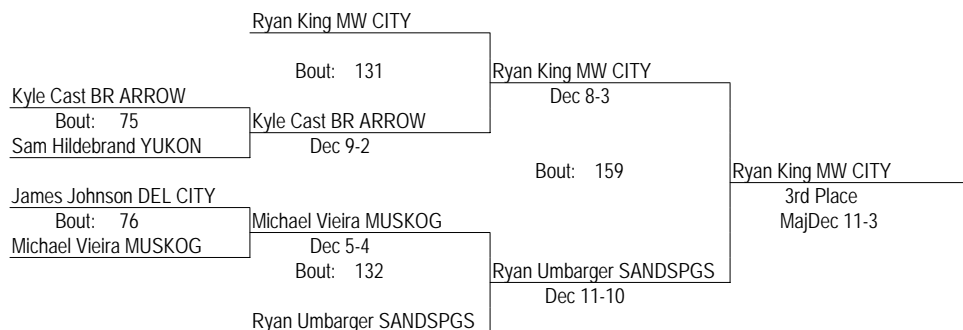 Ryan King MW CITY
Bout: 131
Ryan King MW CITY
Dec 8-3
Kyle Cast BR ARROW
Bout: 75
Kyle Cast BR ARROW
Dec 9-2
Sam Hildebrand YUKON
Bout: 159
Ryan King MW CITY
3rd Place
MajDec 11-3
James Johnson DEL CITY
Bout: 76
Michael Vieira MUSKOG
Dec 5-4
Michael Vieira MUSKOG
Bout: 132
Ryan Umbarger SANDSPGS
Dec 11-10
Ryan Umbarger SANDSPGS